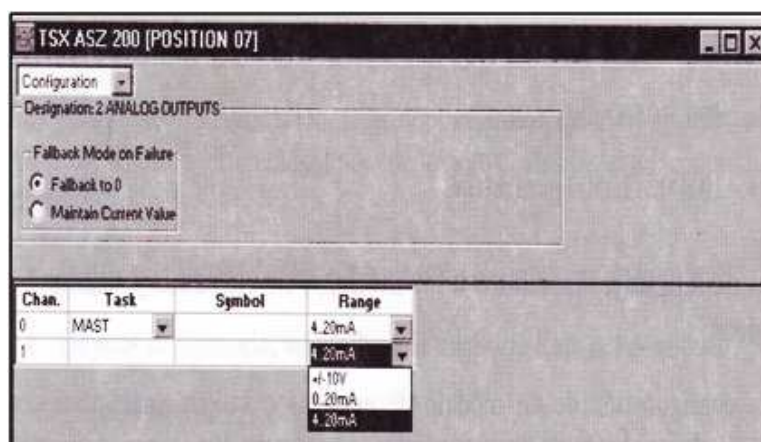 TSX ASZ 200 [POSITION 07]
Configuration
Designation: 2 ANALOG OUTPUTS
Fallback Mode on Failure
Fallback to 0
Maintain Current Value
Chan. Task Symbol Range
0 MAST 4..20mA
1 4..20mA
+/-10V
0..20mA
4..20mA